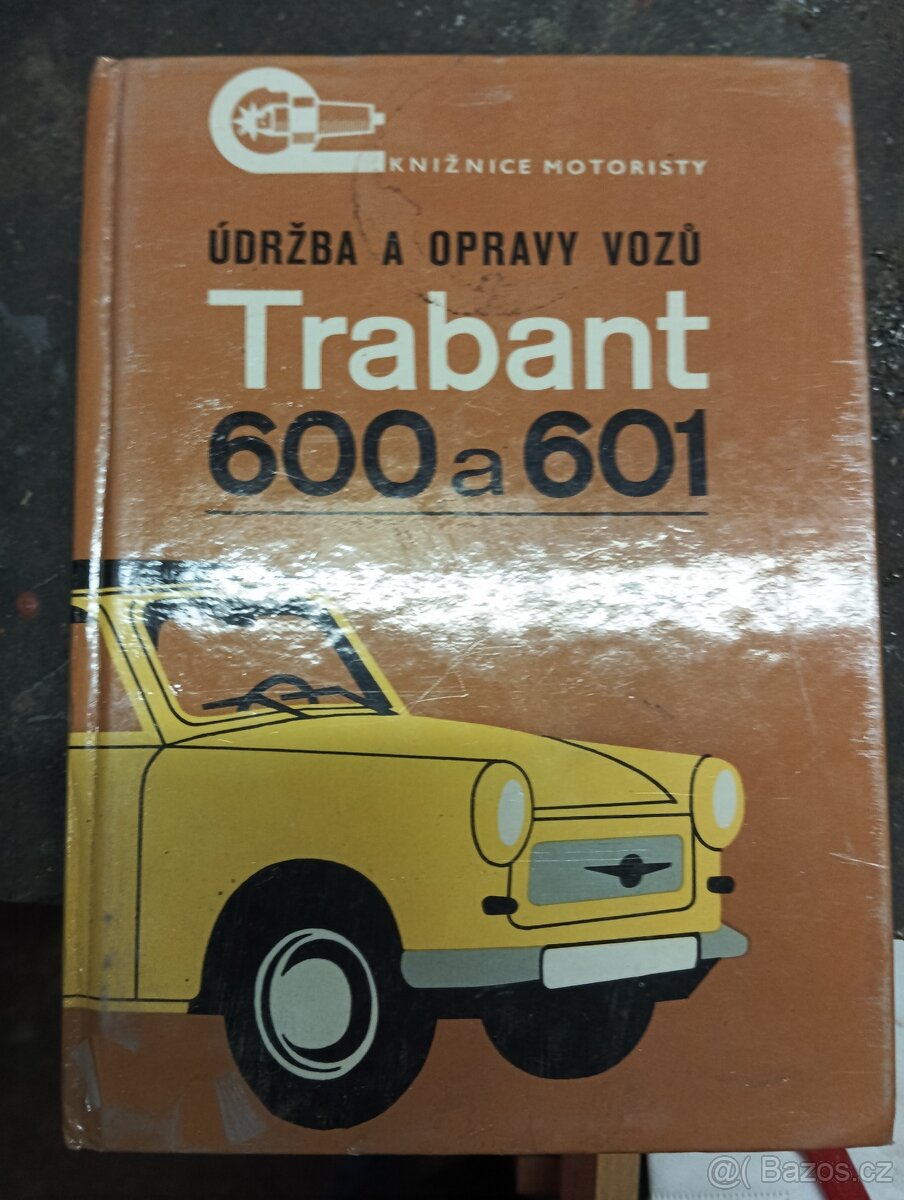 KNIŽNICE MOTORISTY
ÚDRŽBA A OPRAVY VOZŮ
Trabant
600 a 601
@( Bazos.cz